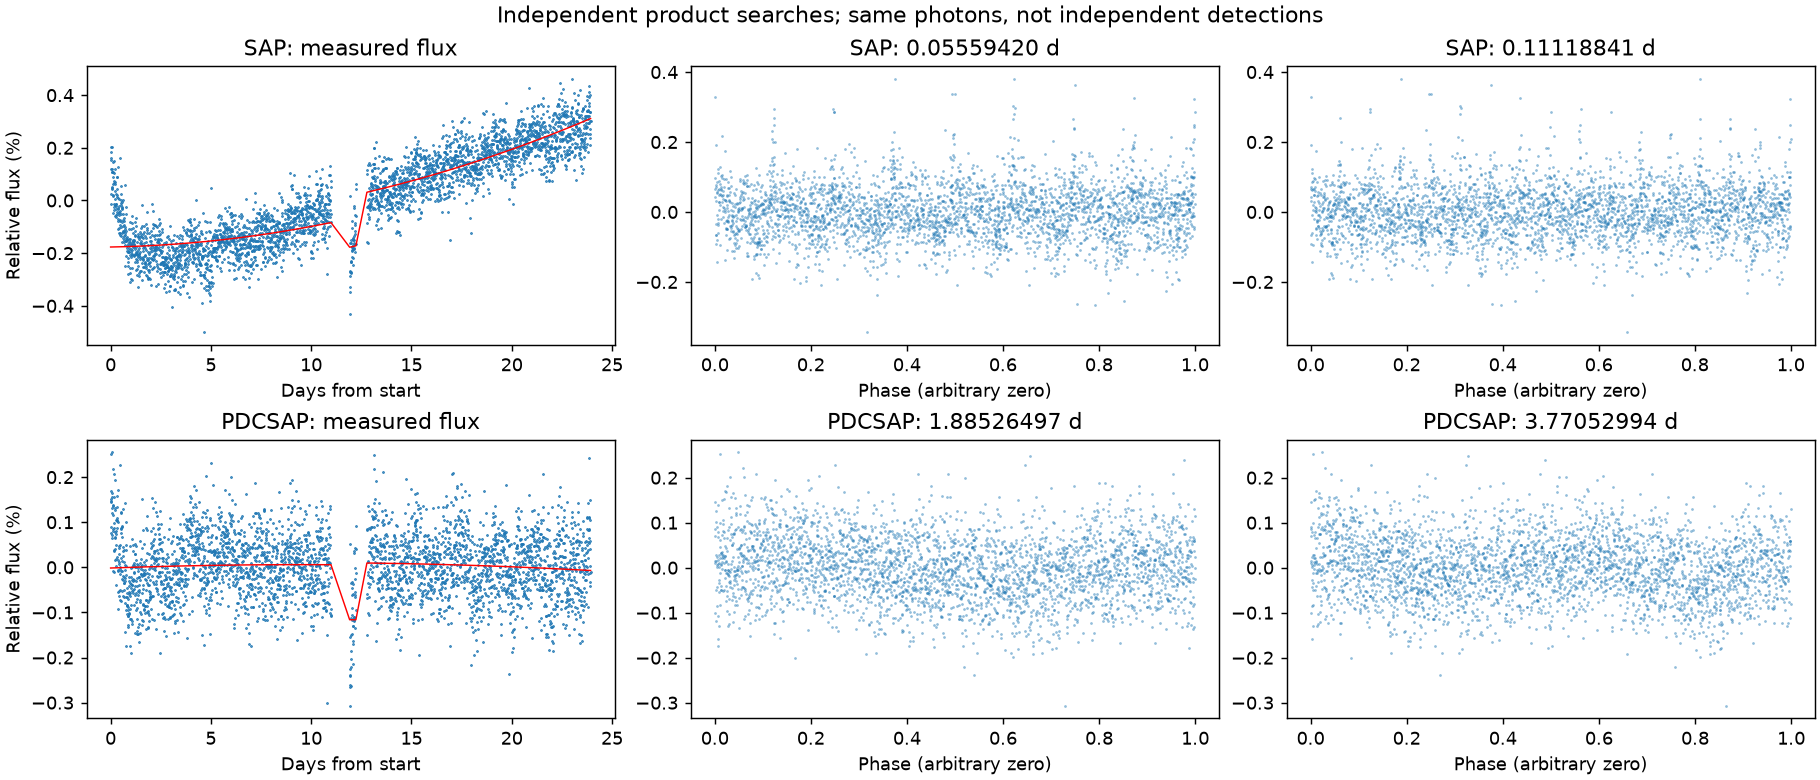 Independent product searches; same photons, not independent detections
SAP: measured flux
SAP: 0.05559420 d
SAP: 0.11118841 d
Relative flux (%)
0.4
0.2
0.0
−0.2
−0.4
0 5 10 15 20 25
Days from start
0.4
0.2
0.0
−0.2
0.0 0.2 0.4 0.6 0.8 1.0
Phase (arbitrary zero)
0.4
0.2
0.0
−0.2
0.0 0.2 0.4 0.6 0.8 1.0
Phase (arbitrary zero)
PDCSAP: measured flux
PDCSAP: 1.88526497 d
PDCSAP: 3.77052994 d
Relative flux (%)
0.2
0.1
0.0
−0.1
−0.2
−0.3
0 5 10 15 20 25
Days from start
0.2
0.1
0.0
−0.1
−0.2
−0.3
0.0 0.2 0.4 0.6 0.8 1.0
Phase (arbitrary zero)
0.2
0.1
0.0
−0.1
−0.2
−0.3
0.0 0.2 0.4 0.6 0.8 1.0
Phase (arbitrary zero)